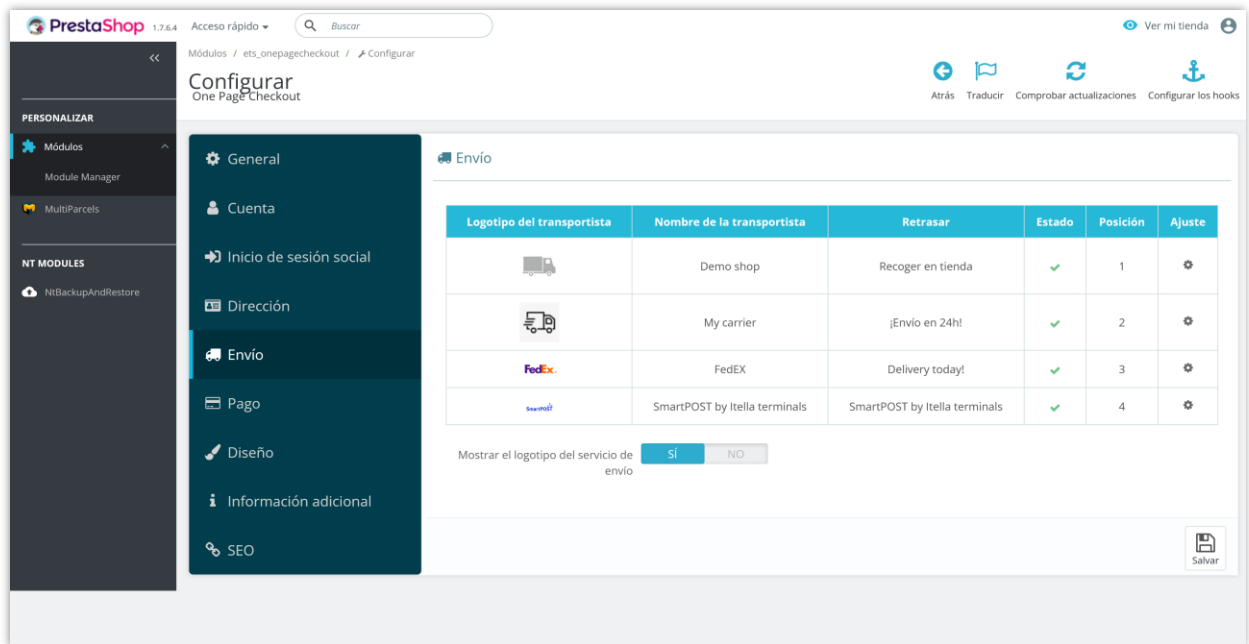 PrestaShop 1.7.6.4 Acceso rápido Buscar Ver mi tienda
Módulos / ets_onepagecheckout / Configurar
Configurar
One Page Checkout
Atrás Traducir Comprobar actualizaciones Configurar los hooks
PERSONALIZAR
Módulos
Module Manager
MultiParcels
NT MODULES
NtBackupAndRestore
General
Cuenta
Inicio de sesión social
Dirección
Envío
Pago
Diseño
Información adicional
SEO
Envío
Logotipo del transportista Nombre de la transportista Retrasar Estado Posición Ajuste
Demo shop Recoger en tienda 1
My carrier ¡Envío en 24h! 2
FedEx. FedEX Delivery today! 3
SmartPOST SmartPOST by Itella terminals SmartPOST by Itella terminals 4
Mostrar el logotipo del servicio de
envío
SÍ NO
Salvar